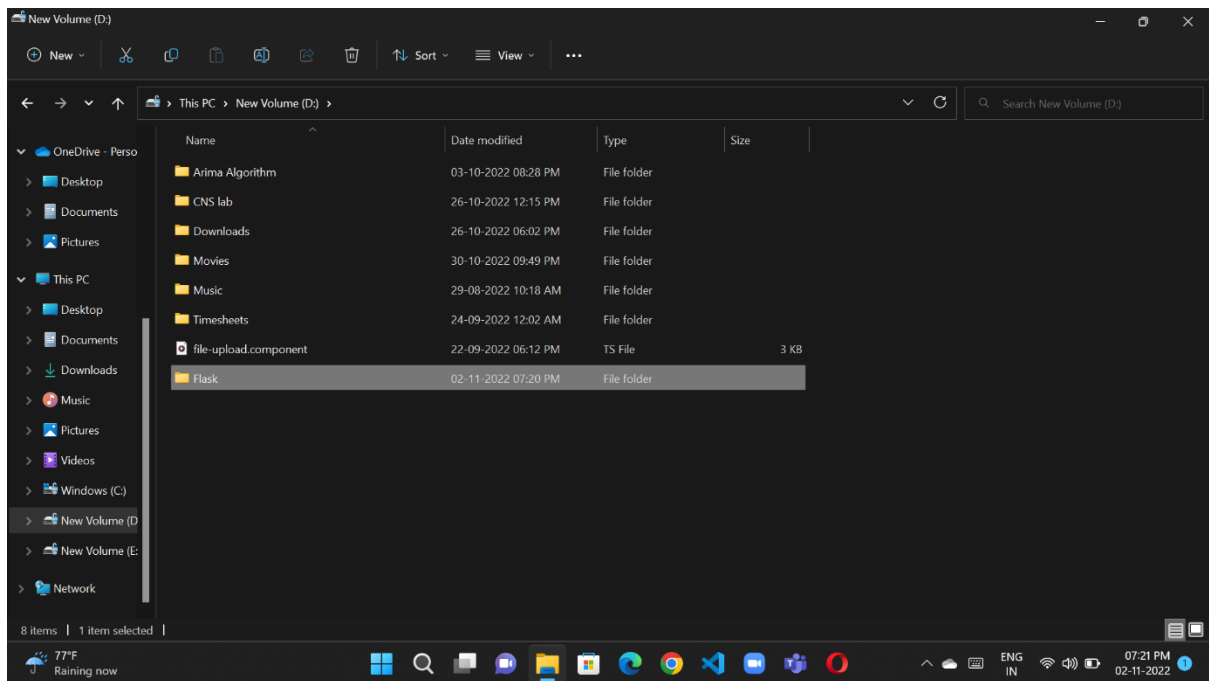 New Volume (D:)
New
Sort
View
This PC > New Volume (D:) >
Search New Volume (D:)
Name Date modified Type Size
OneDrive - Perso
Desktop
Documents
Pictures
This PC
Desktop
Documents
Downloads
Music
Pictures
Videos
Windows (C:)
New Volume (D
New Volume (E:
Network
Arima Algorithm 03-10-2022 08:28 PM File folder
CNS lab 26-10-2022 12:15 PM File folder
Downloads 26-10-2022 06:02 PM File folder
Movies 30-10-2022 09:49 PM File folder
Music 29-08-2022 10:18 AM File folder
Timesheets 24-09-2022 12:02 AM File folder
file-upload.component 22-09-2022 06:12 PM TS File 3 KB
Flask 02-11-2022 07:20 PM File folder
8 items | 1 item selected |
77°F
Raining now
ENG
IN
07:21 PM
02-11-2022
1